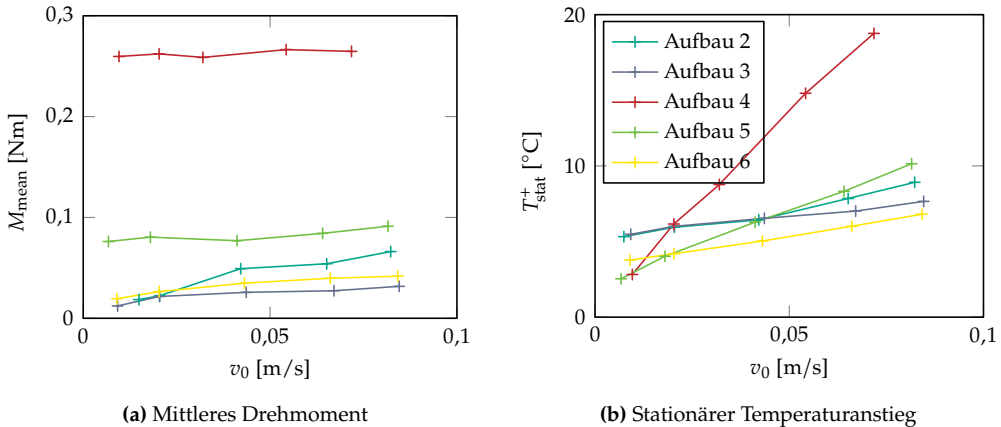 0,3
0,2
0,1
0
0
0,05
0,1
M_mean [Nm]
v_0 [m/s]
(a) Mittleres Drehmoment
20
10
0
0
0,05
0,1
T^+_stat [°C]
v_0 [m/s]
Aufbau 2
Aufbau 3
Aufbau 4
Aufbau 5
Aufbau 6
(b) Stationärer Temperaturanstieg